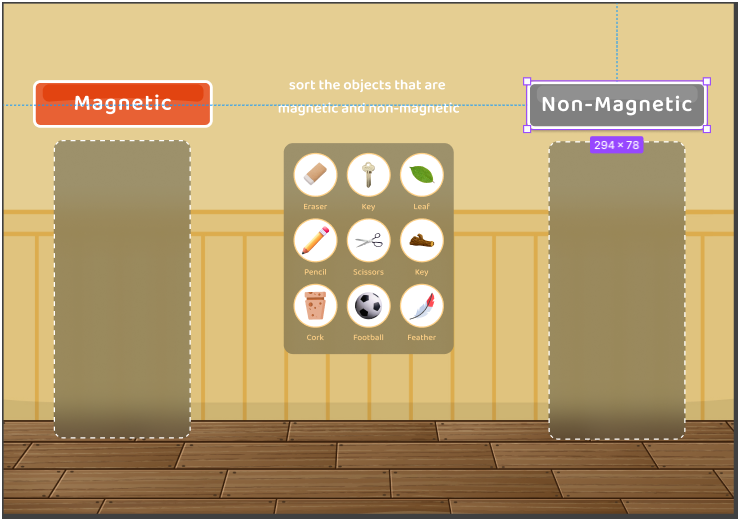 sort the objects that are
magnetic and non-magnetic
Magnetic
Non-Magnetic
294 × 78
Eraser
Key
Leaf
Pencil
Scissors
Key
Cork
Football
Feather